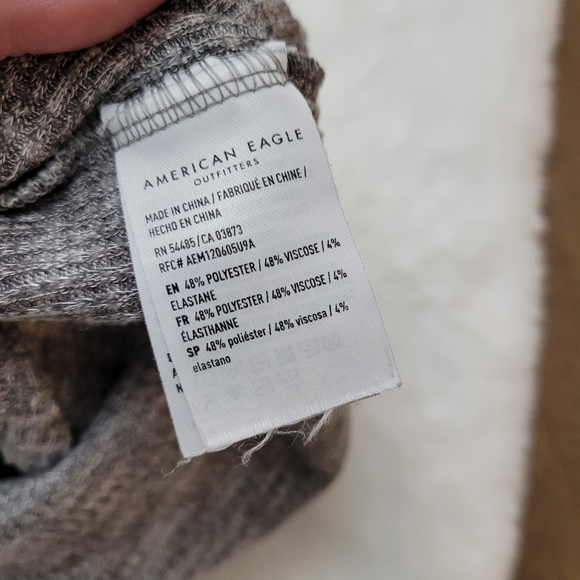 AMERICAN EAGLE
OUTFITTERS
MADE IN CHINA / FABRIQUÉ EN CHINE /
HECHO EN CHINA
RN 54485/CA 03873
RFC# AEM120605U9A
EN 48% POLYESTER / 48% VISCOSE / 4%
ELASTANE
FR 48% POLYESTER / 48% VISCOSE / 4%
ÉLASTHANNE
SP 48% poliéster / 48% viscosa / 4%
elastano